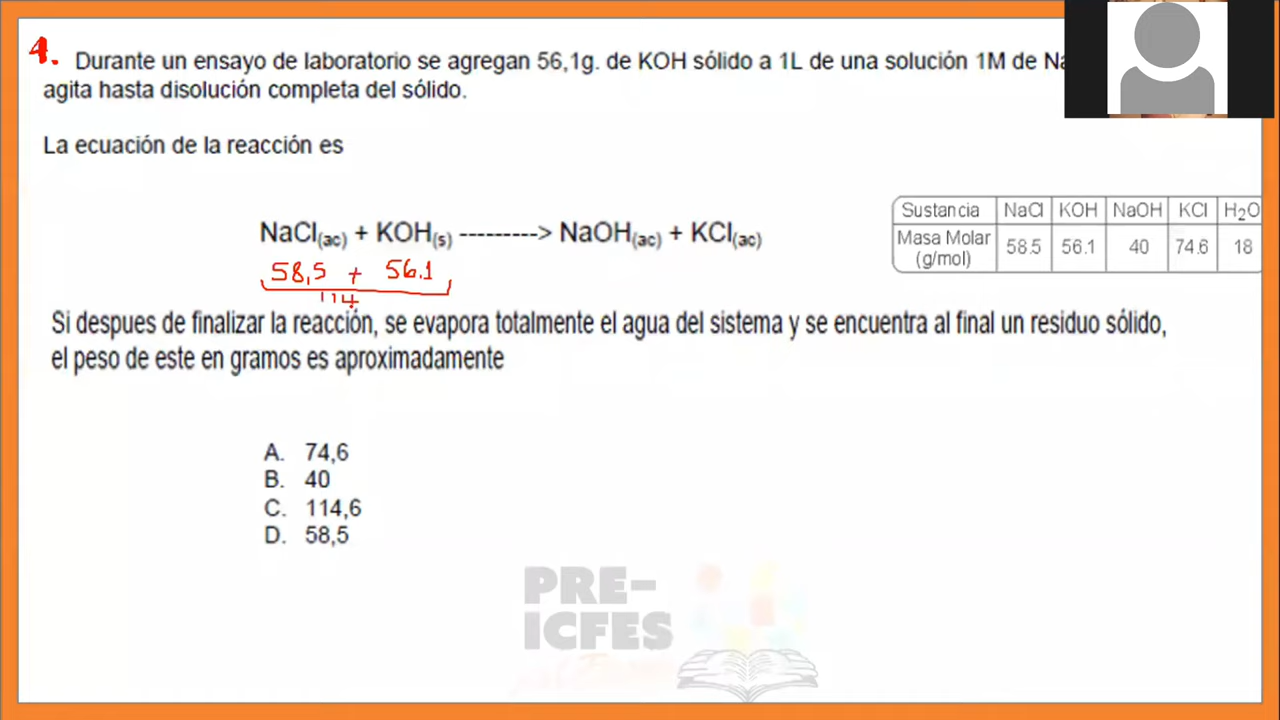 4. Durante un ensayo de laboratorio se agregan 56,1g. de KOH sólido a 1L de una solución 1M de
agita hasta disolución completa del sólido.
La ecuación de la reacción es
NaCl(ac) + KOH(s) ---------> NaOH(ac) + KCl(ac)
58,5 + 56.1
114
Sustancia NaCl KOH NaOH KCl H2O
Masa Molar 58.5 56.1 40 74.6 18
(g/mol)
Si despues de finalizar la reacción, se evapora totalmente el agua del sistema y se encuentra al final un residuo sólido,
el peso de este en gramos es aproximadamente
A. 74,6
B. 40
C. 114,6
D. 58,5
PRE-
ICFES